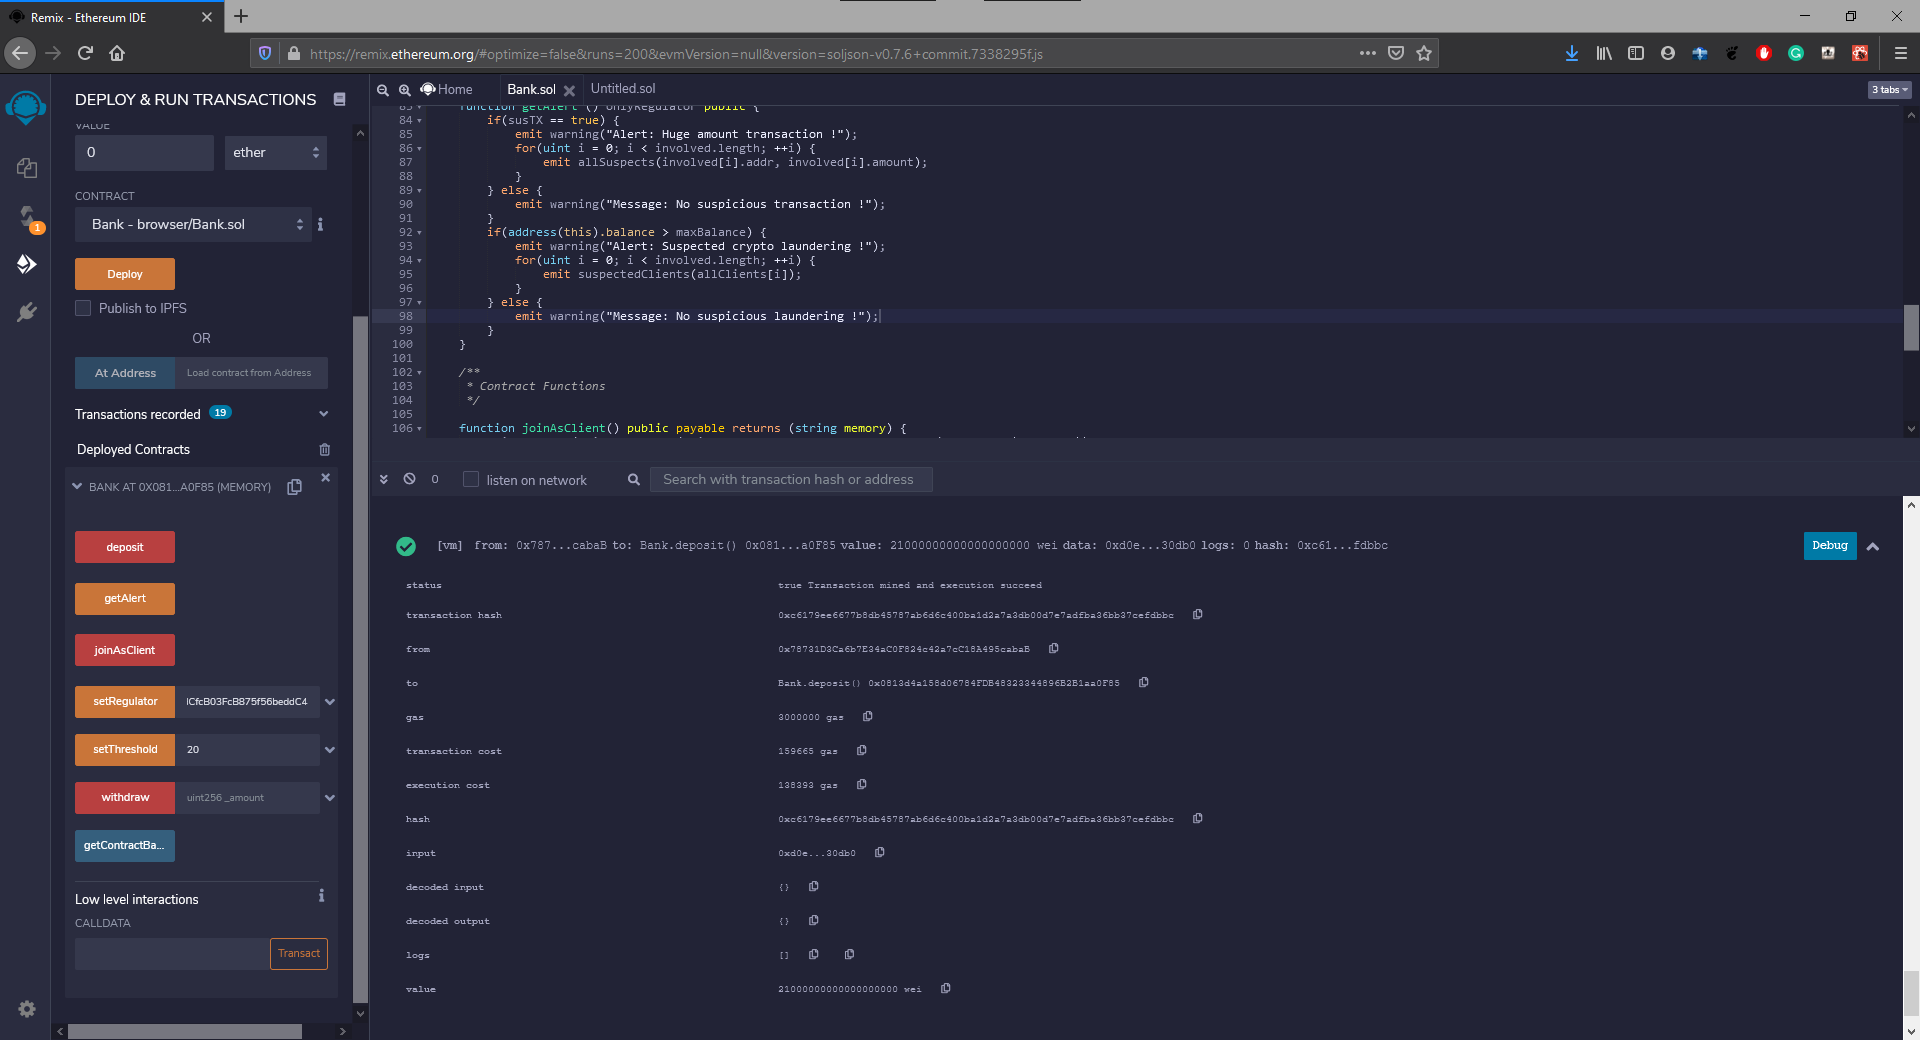 Remix - Ethereum IDE
https://remix.ethereum.org/#optimize=false&runs=200&evmVersion=null&version=soljson-v0.7.6+commit.7338295f.js
DEPLOY & RUN TRANSACTIONS
VALUE
0
ether
CONTRACT
Bank - browser/Bank.sol
1
Deploy
Publish to IPFS
OR
At Address
Load contract from Address
Transactions recorded 19
Deployed Contracts
BANK AT 0X081...A0F85 (MEMORY)
deposit
getAlert
joinAsClient
setRegulator
ICfcB03FcB875f56beddC4
setThreshold
20
withdraw
uint256 _amount
getContractBa...
Low level interactions
CALLDATA
Transact
Home
Bank.sol
Untitled.sol
3 tabs
83 function getAlert () onlyRegulator public {
84 if(susTX == true) {
85 emit warning("Alert: Huge amount transaction !");
86 for(uint i = 0; i < involved.length; ++i) {
87 emit allSuspects(involved[i].addr, involved[i].amount);
88 }
89 } else {
90 emit warning("Message: No suspicious transaction !");
91 }
92 if(address(this).balance > maxBalance) {
93 emit warning("Alert: Suspected crypto laundering !");
94 for(uint i = 0; i < involved.length; ++i) {
95 emit suspectedClients(allClients[i]);
96 }
97 } else {
98 emit warning("Message: No suspicious laundering !");
99 }
100 }
101
102 /**
103 * Contract Functions
104 */
105
106 function joinAsClient() public payable returns (string memory) {
0
listen on network
Search with transaction hash or address
[vm] from: 0x787...cabaB to: Bank.deposit() 0x081...a0F85 value: 21000000000000000000 wei data: 0xd0e...30db0 logs: 0 hash: 0xc61...fdbbc
Debug
status true Transaction mined and execution succeed
transaction hash 0xc6179ee6677b8db45787ab6d6c400ba1d2a7a3db00d7e7adfba36bb37cefdbbc
from 0x78731D3Ca6b7E34aC0F824c42a7cC18A495cabaB
to Bank.deposit() 0x0813d4a158d06784FDB48323344896B2B1aa0F85
gas 3000000 gas
transaction cost 159665 gas
execution cost 138393 gas
hash 0xc6179ee6677b8db45787ab6d6c400ba1d2a7a3db00d7e7adfba36bb37cefdbbc
input 0xd0e...30db0
decoded input {}
decoded output {}
logs []
value 21000000000000000000 wei